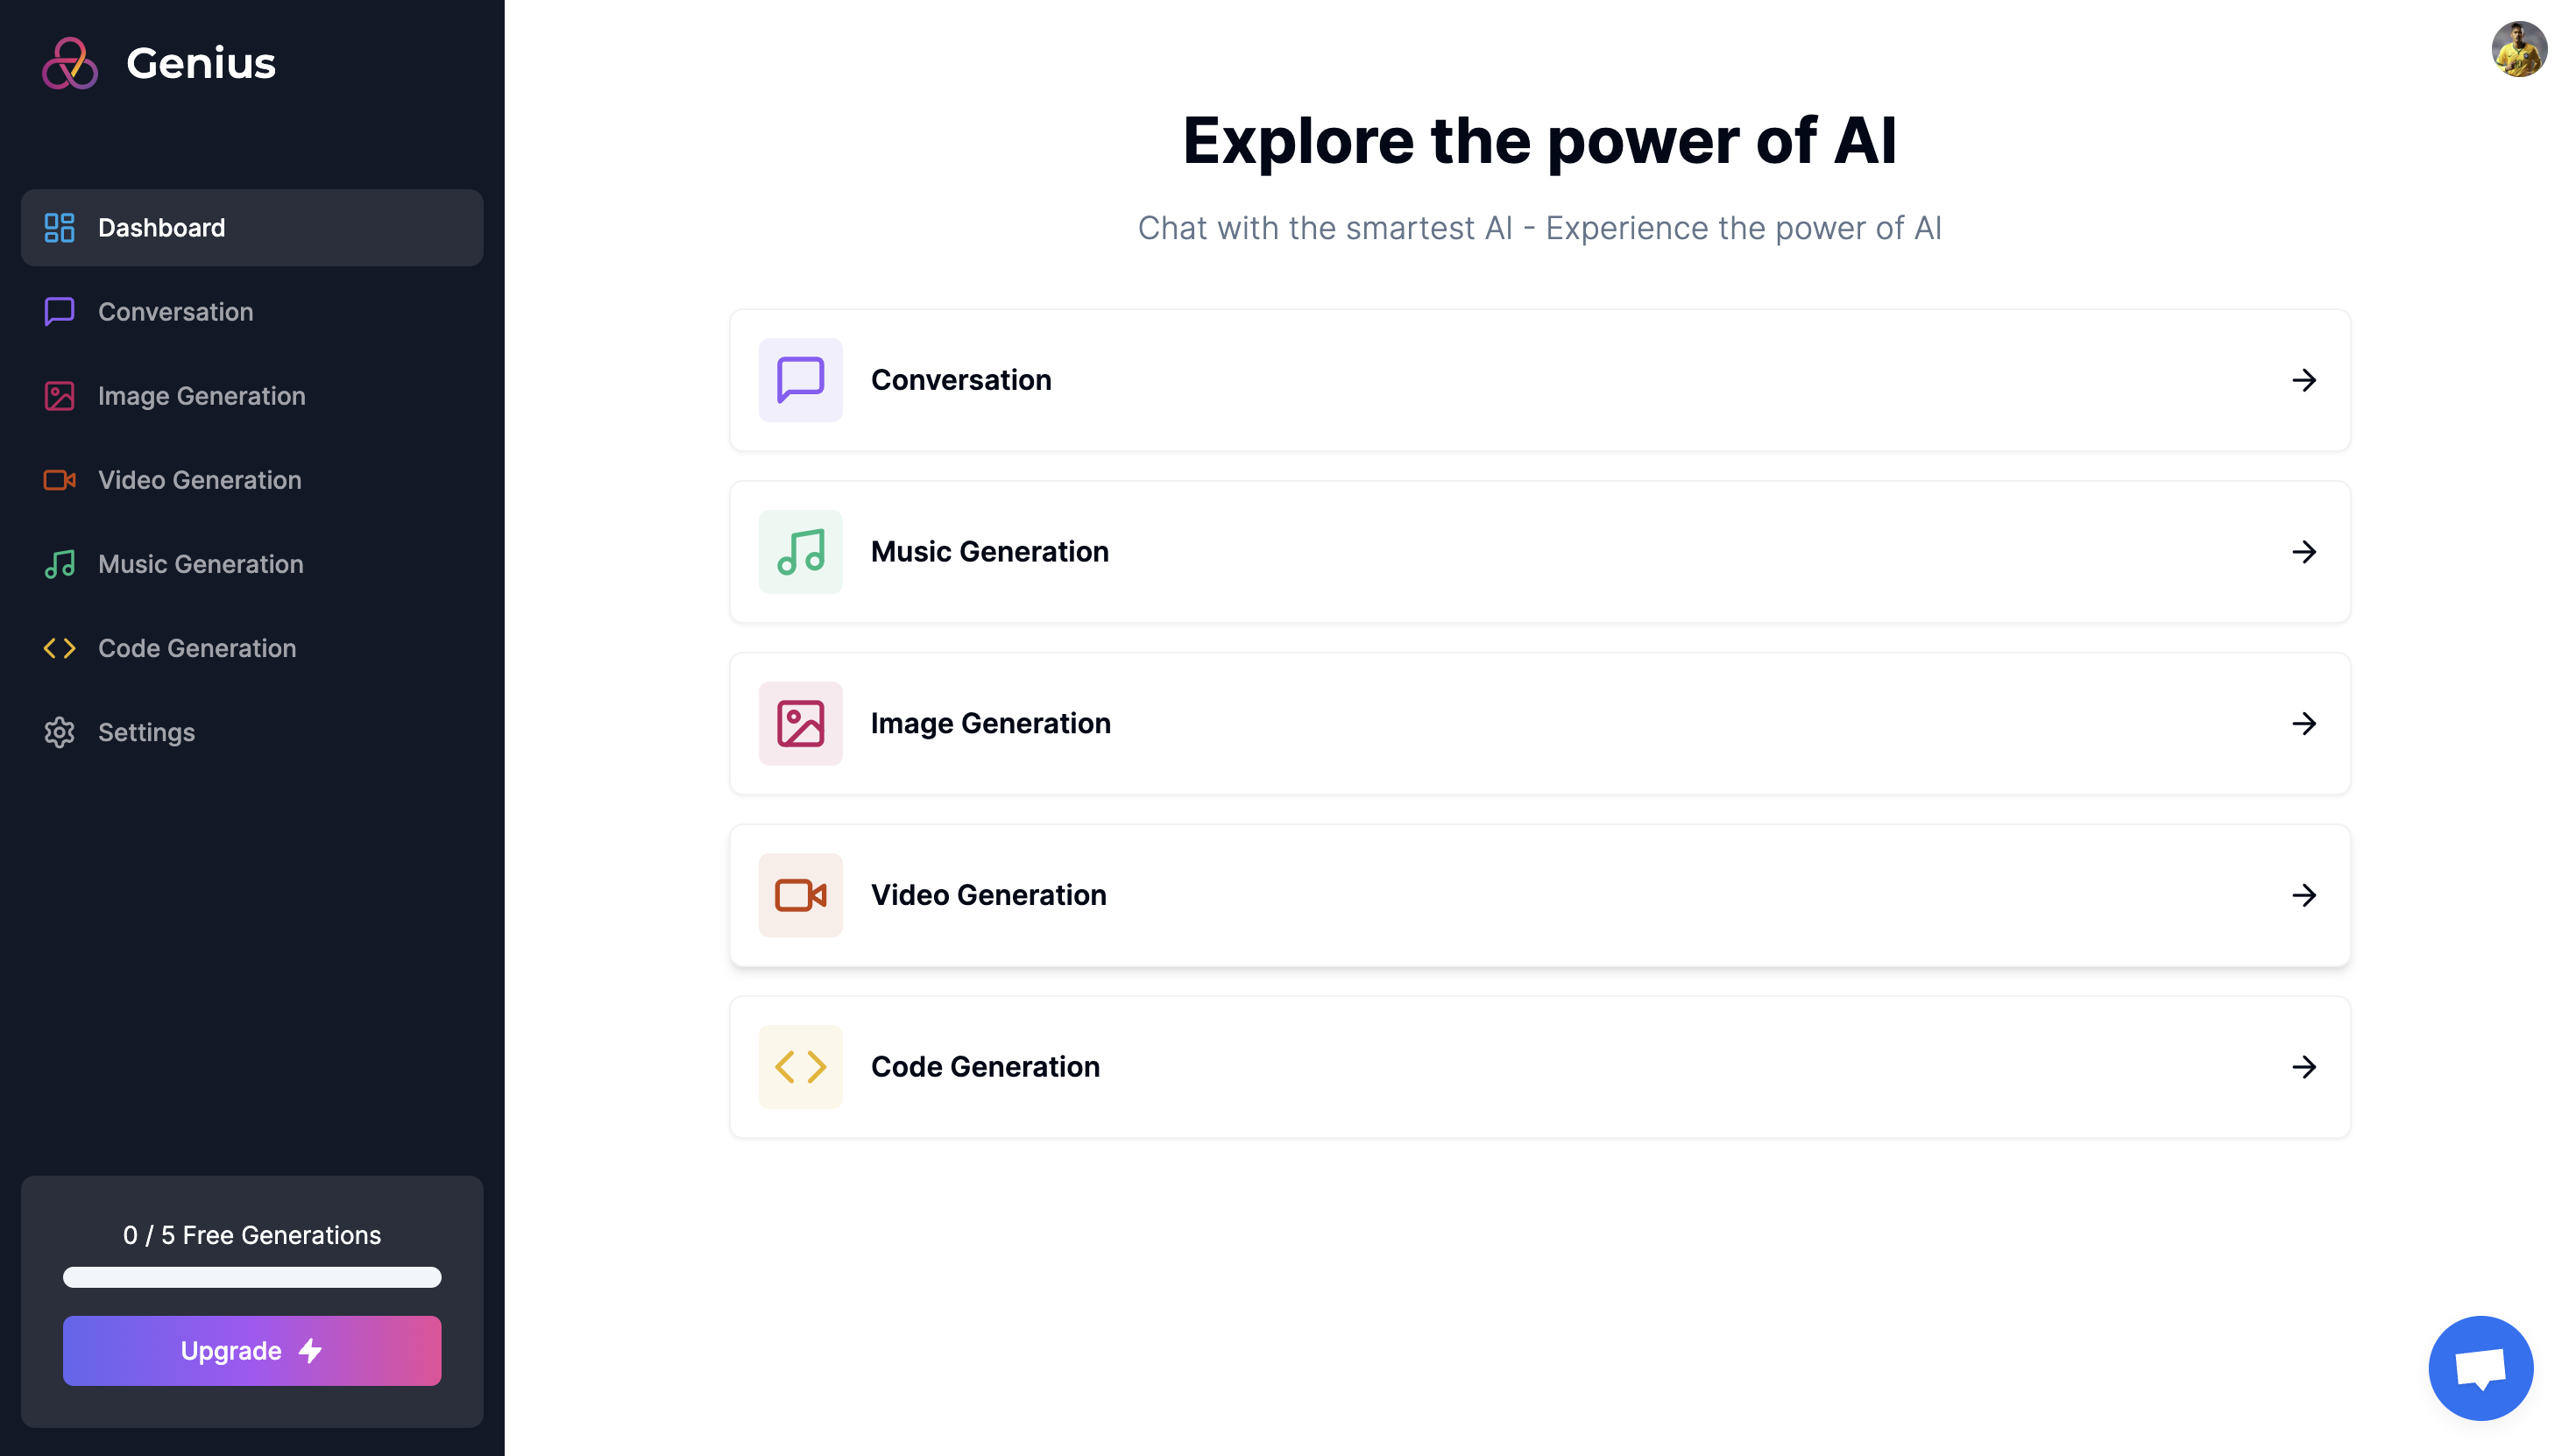 Genius
Dashboard
Conversation
Image Generation
Video Generation
Music Generation
Code Generation
Settings
0 / 5 Free Generations
Upgrade
Explore the power of AI
Chat with the smartest AI - Experience the power of AI
Conversation
Music Generation
Image Generation
Video Generation
Code Generation